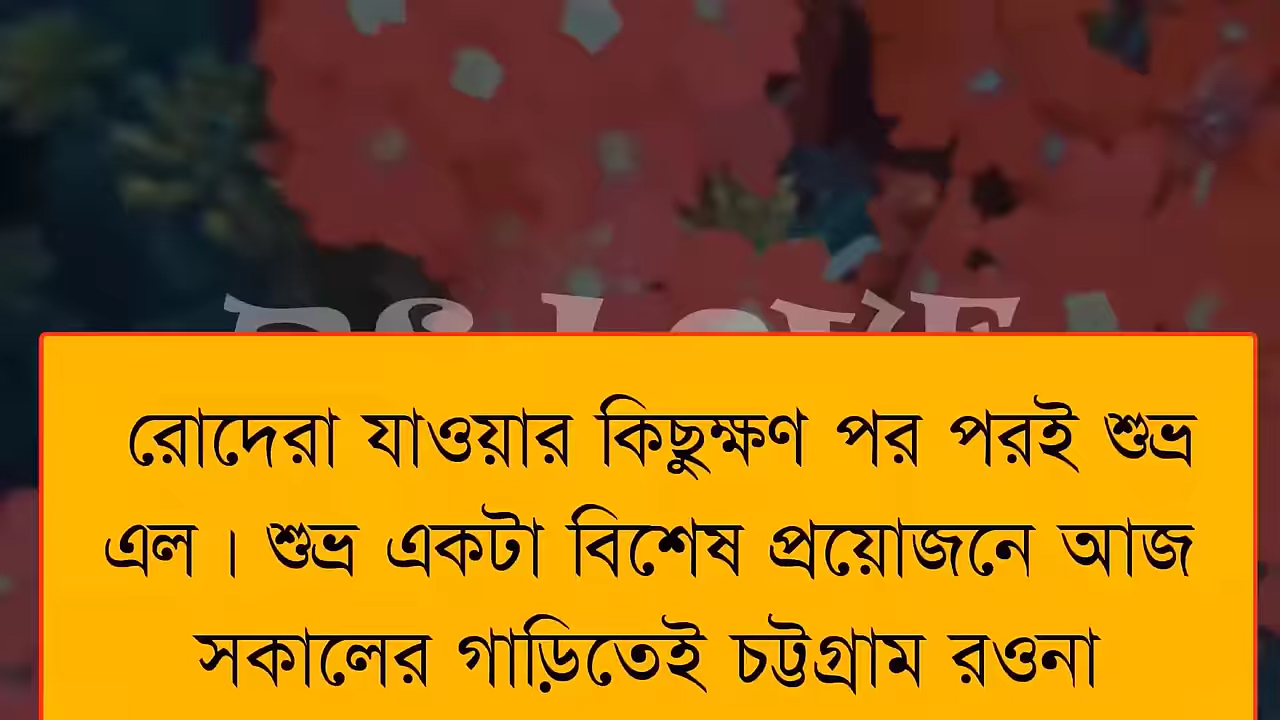 রোদেরা যাওয়ার কিছুক্ষণ পর পরই শুভ্র
এল। শুভ্র একটা বিশেষ প্রয়োজনে আজ
সকালের গাড়িতেই চট্টগ্রাম রওনা